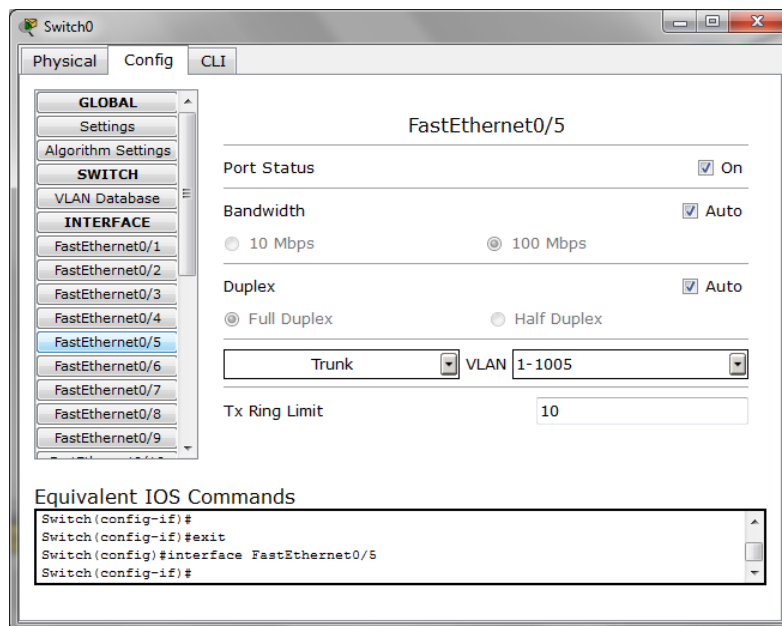 Switch0
Physical Config CLI
GLOBAL
Settings
Algorithm Settings
SWITCH
VLAN Database
INTERFACE
FastEthernet0/1
FastEthernet0/2
FastEthernet0/3
FastEthernet0/4
FastEthernet0/5
FastEthernet0/6
FastEthernet0/7
FastEthernet0/8
FastEthernet0/9
FastEthernet0/5
Port Status On
Bandwidth Auto
10 Mbps 100 Mbps
Duplex Auto
Full Duplex Half Duplex
Trunk VLAN 1-1005
Tx Ring Limit 10
Equivalent IOS Commands
Switch(config-if)#
Switch(config-if)#exit
Switch(config)#interface FastEthernet0/5
Switch(config-if)#